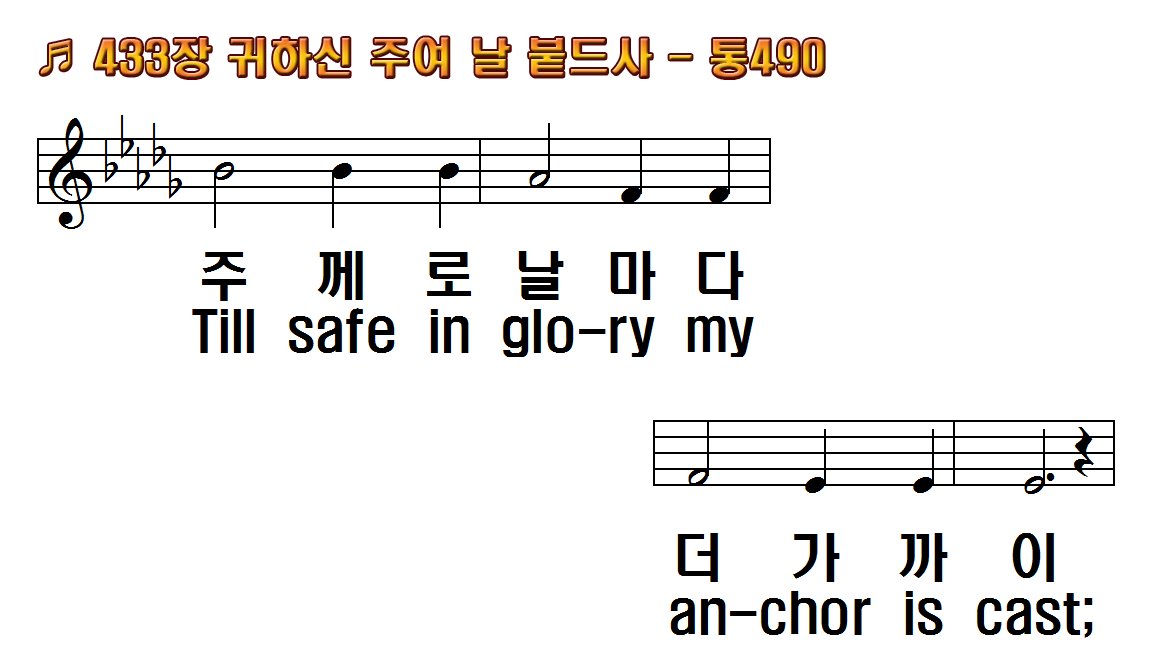 ♬ 433장 귀하신 주여 날 붙드사 - 통490
주 께 로 날 마 다
Till safe in glo-ry my
더 가 까 이
an-chor is cast;